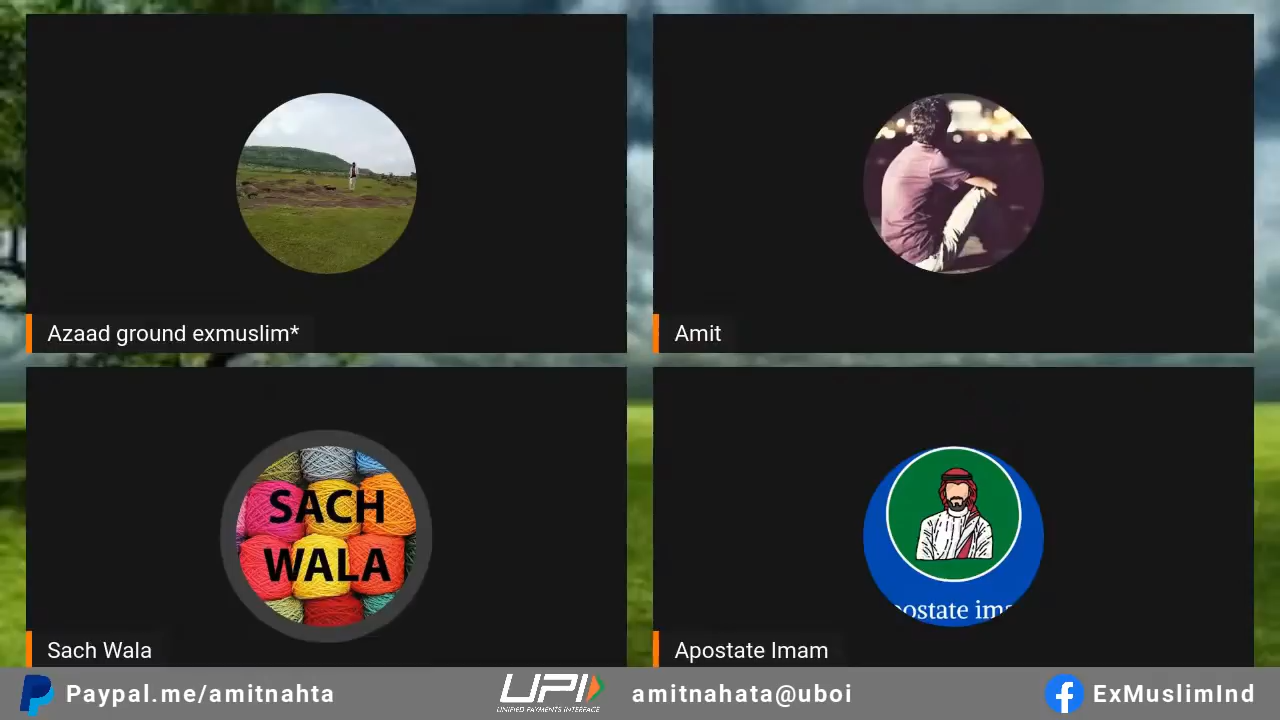 Azaad ground exmuslim*
Amit
SACH
WALA
Sach Wala
postate ima
Apostate Imam
Paypal.me/amitnahta
UPI
UNIFIED PAYMENTS INTERFACE
amitnahata@uboi
ExMuslimInd